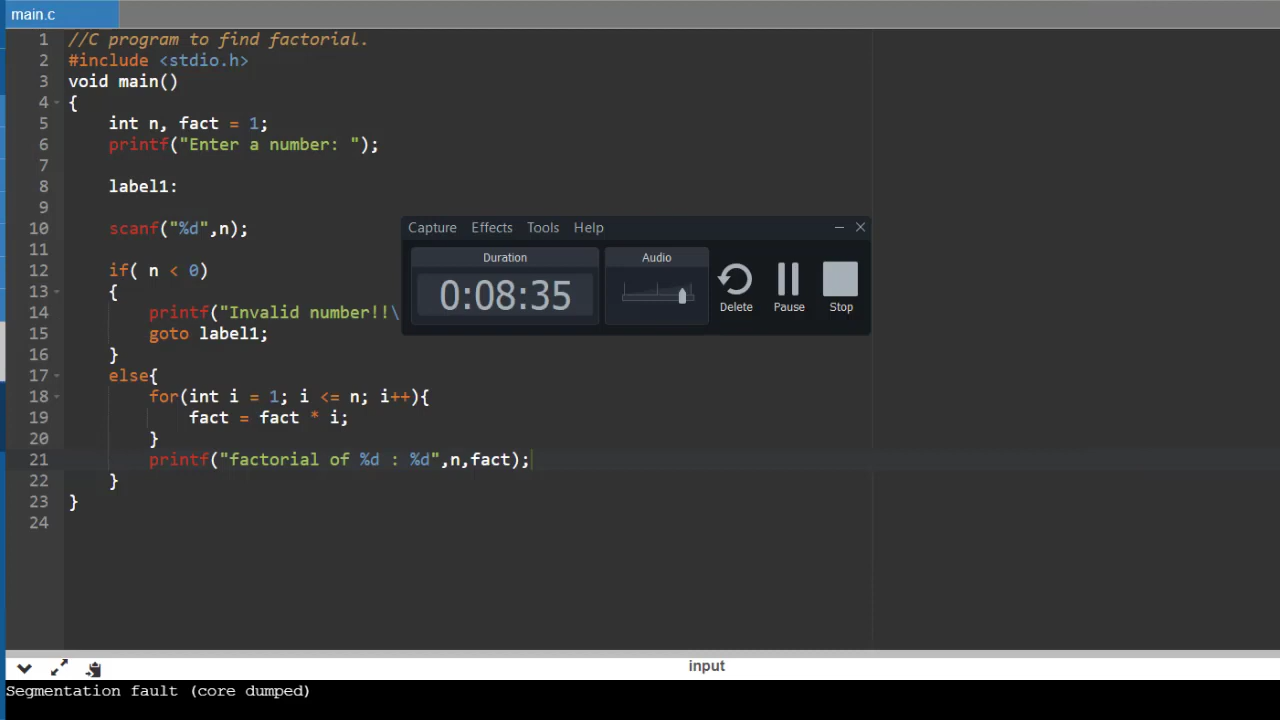 main.c
1 //C program to find factorial.
2 #include <stdio.h>
3 void main()
4 {
5 int n, fact = 1;
6 printf("Enter a number: ");
7
8 label1:
9
10 scanf("%d",n);
11
12 if( n < 0)
13 {
14 printf("Invalid number!!\
15 goto label1;
16 }
17 else{
18 for(int i = 1; i <= n; i++){
19 fact = fact * i;
20 }
21 printf("factorial of %d : %d",n,fact);
22 }
23 }
24
Capture Effects Tools Help
Duration Audio
0:08:35
Delete Pause Stop
input
Segmentation fault (core dumped)